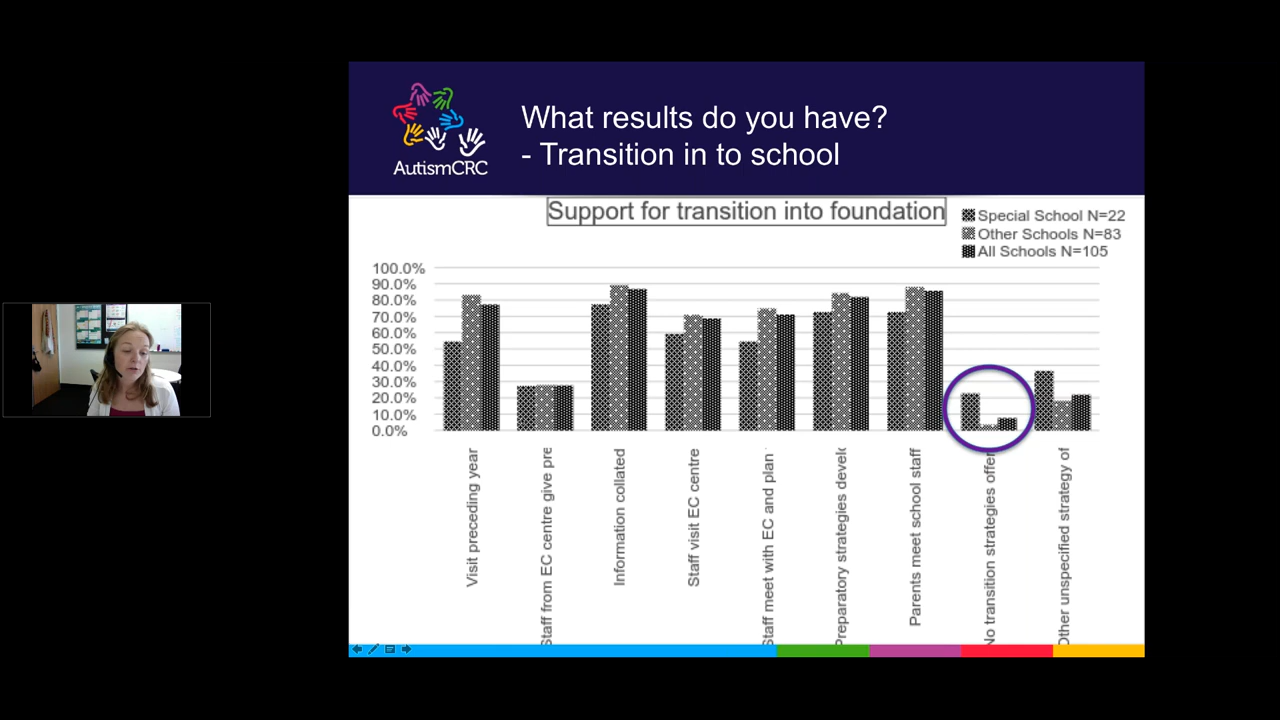 AutismCRC
What results do you have?
- Transition in to school
Support for transition into foundation
Special School N=22
Other Schools N=83
All Schools N=105
100.0%
90.0%
80.0%
70.0%
60.0%
50.0%
40.0%
30.0%
20.0%
10.0%
0.0%
Visit preceding year
Staff from EC centre give pre
Information collated
Staff visit EC centre
Staff meet with EC and plan
Preparatory strategies develo
Parents meet school staff
No transition strategies offer
Other unspecified strategy of